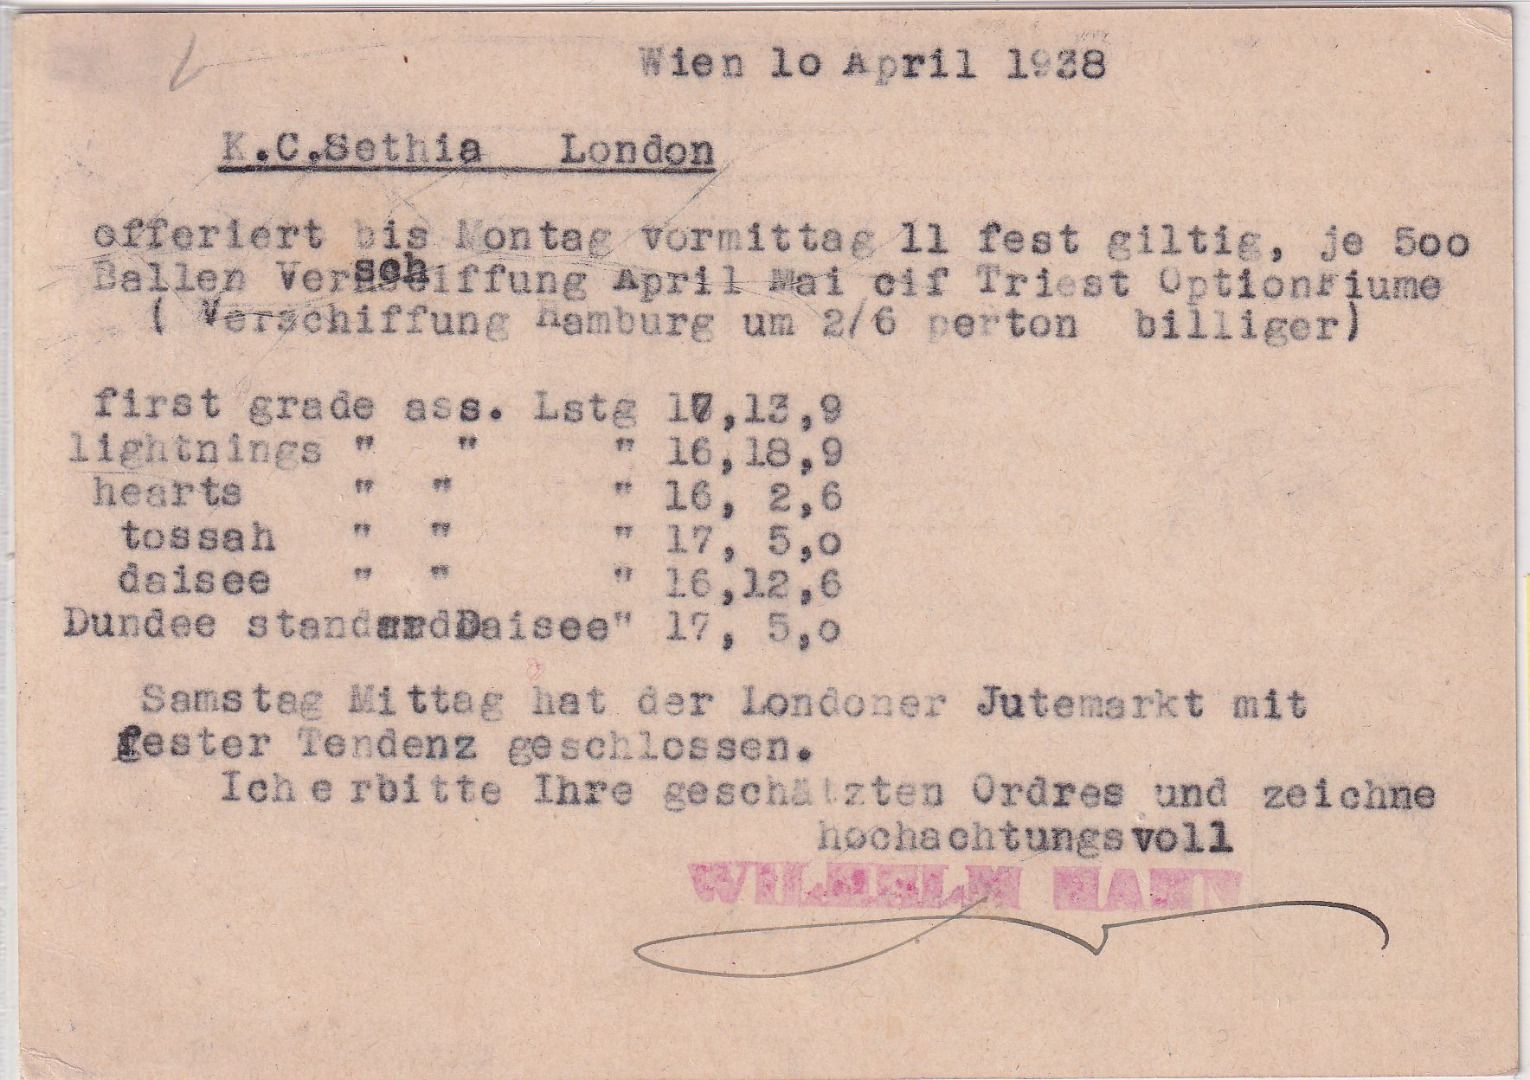 Wien lo April 1938
K.C.Sethia London
offeriert bis Montag vormittag 11 fest giltig, je 5oo
Ballen Verschiffung April Mai cif Triest OptionFiume
( Verschiffung Hamburg um 2/6 perton billiger)
first grade ass. Lstg 17,13,9
lightnings " " " 16,18,9
hearts " " " 16, 2,6
tossah " " " 17, 5,o
daisee " " " 16,12,6
Dundee standard Daisee" 17, 5,o
Samstag Mittag hat der Londoner Jutemarkt mit
fester Tendenz geschlossen.
Ich erbitte Ihre geschätzten Ordres und zeichne
hochachtungsvoll
WILHELM